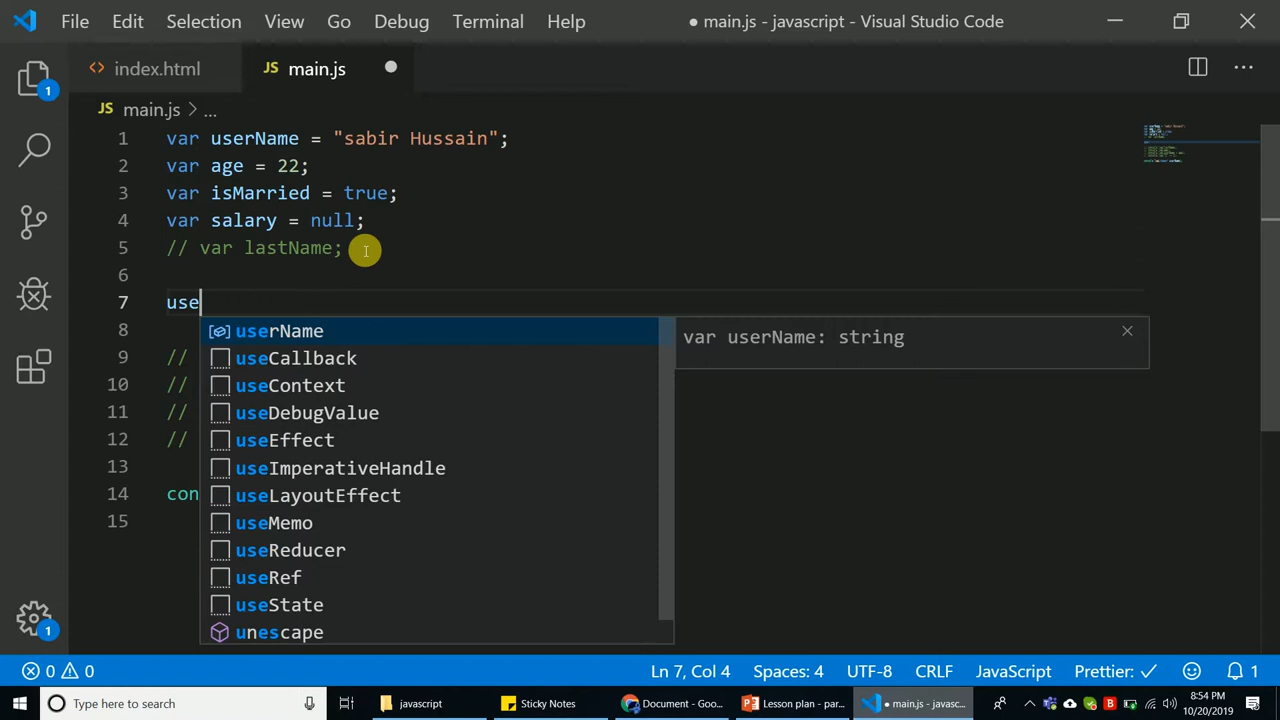 File Edit Selection View Go Debug Terminal Help ● main.js - javascript - Visual Studio Code
<> index.html JS main.js ●
1
JS main.js > ...
1 var userName = "sabir Hussain";
2 var age = 22;
3 var isMarried = true;
4 var salary = null;
5 // var lastName;
6
7 use
userName var userName: string
8
useCallback
9 //
useContext
10 //
useDebugValue
11 //
useEffect
12 //
useImperativeHandle
13
useLayoutEffect
14 con
useMemo
15
useReducer
useRef
useState
unescape
1
0 0 Ln 7, Col 4 Spaces: 4 UTF-8 CRLF JavaScript Prettier: ✓ 1
Type here to search javascript Sticky Notes Document - Goo... Lesson plan - par... ● main.js - javasc... 8:54 PM
10/20/2019